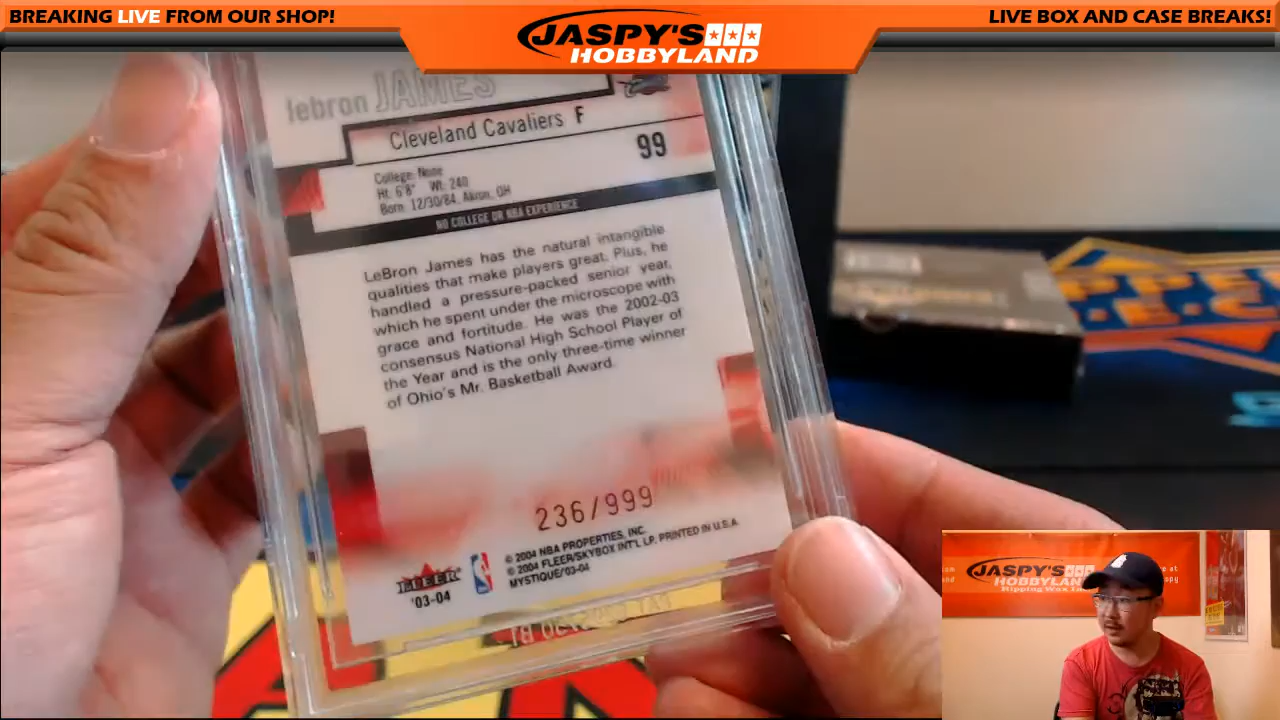 BREAKING LIVE FROM OUR SHOP!
JASPY'S
HOBBYLAND
LIVE BOX AND CASE BREAKS!
lebron JAMES
Cleveland Cavaliers F
99
College: None
Ht: 6'8" Wt: 240
Born: 12/30/84, Akron, OH
NO COLLEGE OR NBA EXPERIENCE
LeBron James has the natural intangible
qualities that make players great. Plus, he
handled a pressure-packed senior year,
which he spent under the microscope with
grace and fortitude. He was the 2002-03
consensus National High School Player of
the Year and is the only three-time winner
of Ohio's Mr. Basketball Award.
236/999
FLEER
'03-04
© 2004 NBA PROPERTIES, INC.
© 2004 FLEER/SKYBOX INT'L LP. PRINTED IN U.S.A.
MYSTIQUE/'03-04
JASPY'S
HOBBYLAND
Ripping Wax